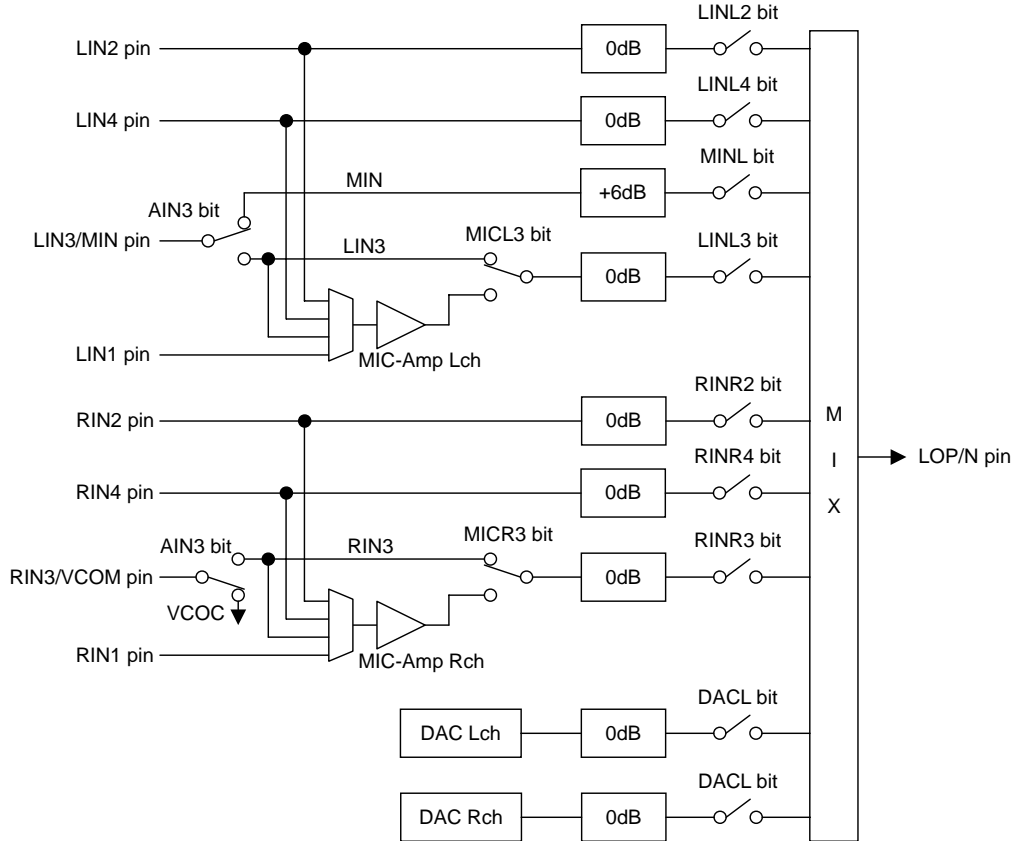 LINL2 bit
LIN2 pin
0dB
LINL4 bit
LIN4 pin
0dB
MINL bit
MIN
+6dB
AIN3 bit
LIN3/MIN pin
LIN3
MICL3 bit
LINL3 bit
0dB
LIN1 pin
MIC-Amp Lch
RINR2 bit
RIN2 pin
0dB
M
I
X
LOP/N pin
RINR4 bit
RIN4 pin
0dB
AIN3 bit
RIN3
MICR3 bit
RINR3 bit
RIN3/VCOM pin
0dB
VCOC
RIN1 pin
MIC-Amp Rch
DACL bit
DAC Lch
0dB
DACL bit
DAC Rch
0dB